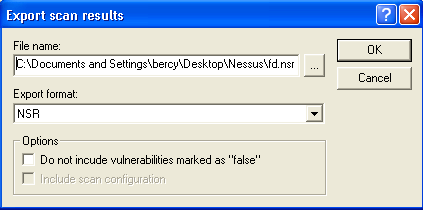 Export scan results
File name:
C:\Documents and Settings\bercy\Desktop\Nessus\fd.nsr
...
OK
Cancel
Export format:
NSR
Options
Do not incude vulnerabilities marked as "false"
Include scan configuration